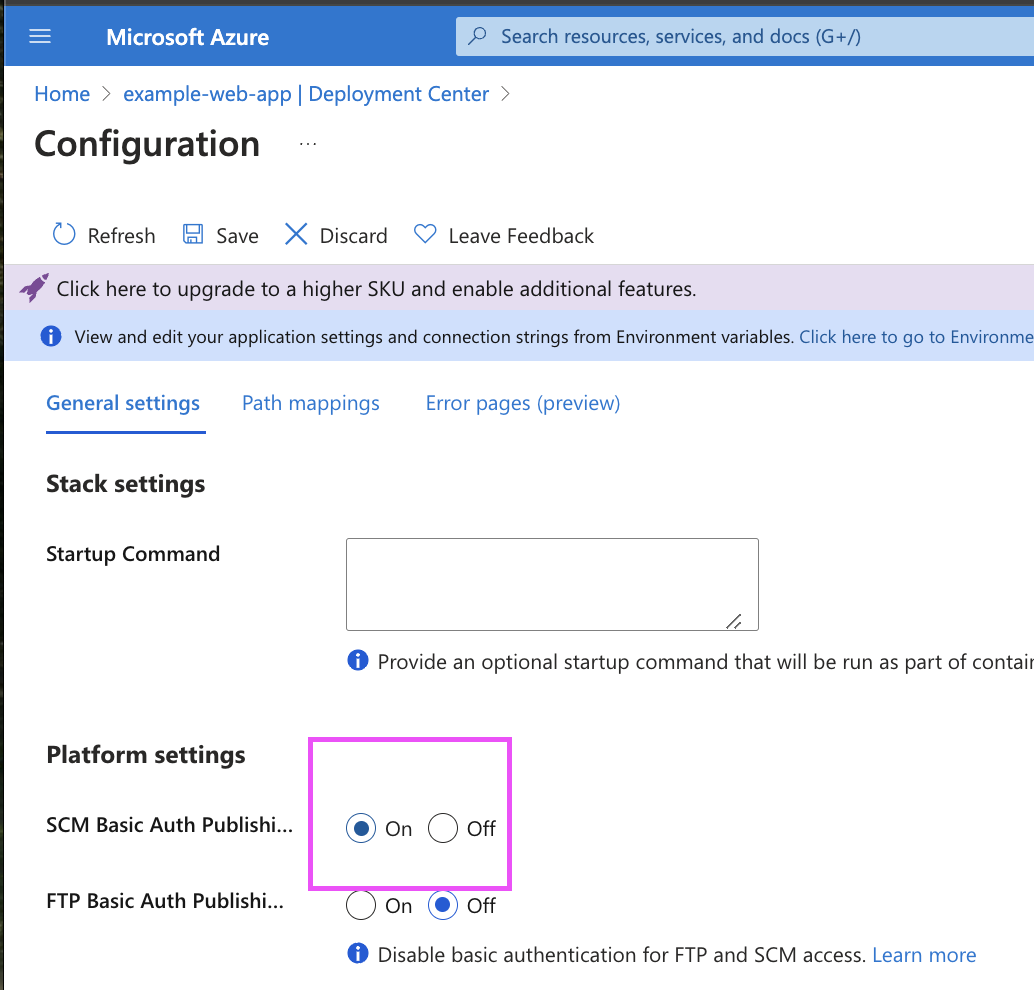 Microsoft Azure
Search resources, services, and docs (G+/)
Home > example-web-app | Deployment Center >
Configuration ...
Refresh Save Discard Leave Feedback
Click here to upgrade to a higher SKU and enable additional features.
View and edit your application settings and connection strings from Environment variables. Click here to go to Environme
General settings Path mappings Error pages (preview)
Stack settings
Startup Command
Provide an optional startup command that will be run as part of contain
Platform settings
SCM Basic Auth Publishi... On Off
FTP Basic Auth Publishi... On Off
Disable basic authentication for FTP and SCM access. Learn more